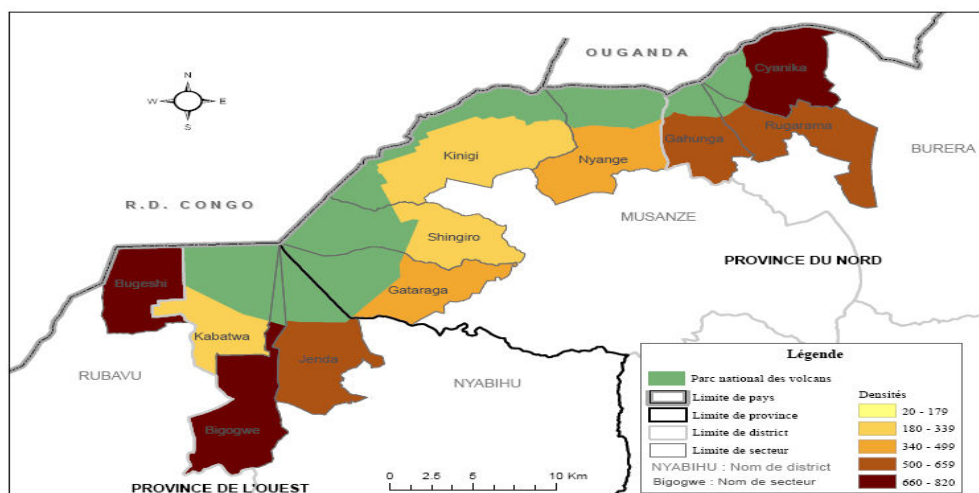 OUGANDA
Cyanika
N
W E
S
Rugarama
Gahunga
BURERA
Kinigi
Nyange
R.D. CONGO
MUSANZE
Shingiro
PROVINCE DU NORD
Bugeshi
Gataraga
Kabatwa
Jenda
RUBAVU
NYABIHU
Bigogwe
PROVINCE DE L'OUEST
0 2.5 5 10 Km
Légende
Parc national des volcans
Limite de pays
Limite de province
Limite de district
Limite de secteur
NYABIHU : Nom de district
Bigogwe : Nom de secteur
Densités
20 - 179
180 - 339
340 - 499
500 - 659
660 - 820